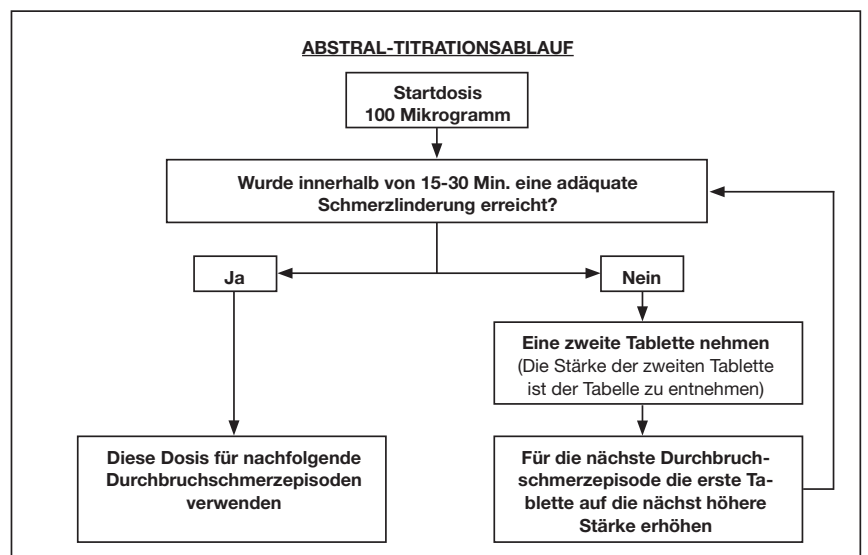 ABSTRAL-TITRATIONSABLAUF
Startdosis
100 Mikrogramm
Wurde innerhalb von 15-30 Min. eine adäquate
Schmerzlinderung erreicht?
Ja
Nein
Eine zweite Tablette nehmen
(Die Stärke der zweiten Tablette
ist der Tabelle zu entnehmen)
Diese Dosis für nachfolgende
Durchbruchschmerzepisoden
verwenden
Für die nächste Durchbruch-
schmerzepisode die erste Ta-
blette auf die nächst höhere
Stärke erhöhen